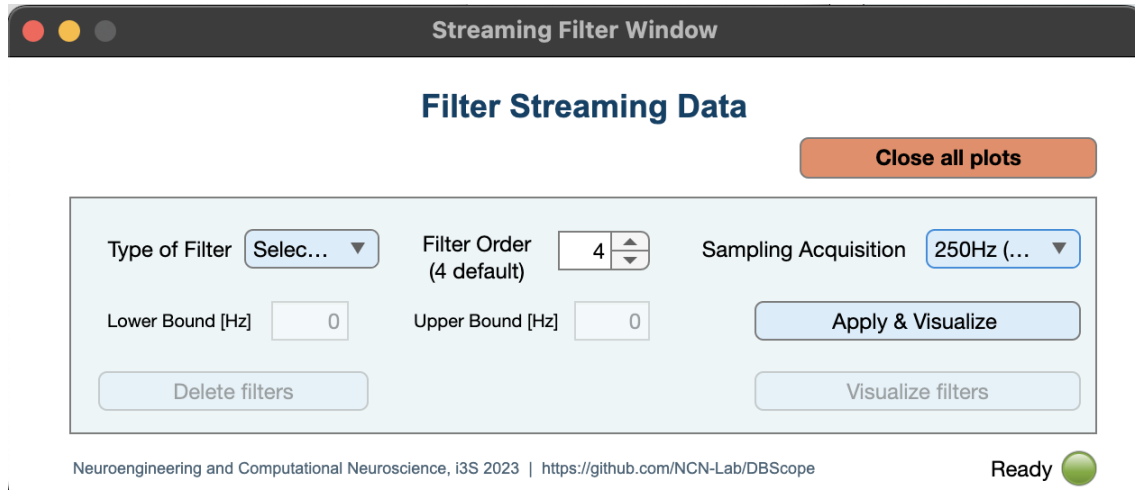 Streaming Filter Window
Filter Streaming Data
Close all plots
Type of Filter Selec... Filter Order (4 default) 4 Sampling Acquisition 250Hz (...
Lower Bound [Hz] 0 Upper Bound [Hz] 0 Apply & Visualize
Delete filters Visualize filters
Neuroengineering and Computational Neuroscience, i3S 2023 | https://github.com/NCN-Lab/DBScope Ready